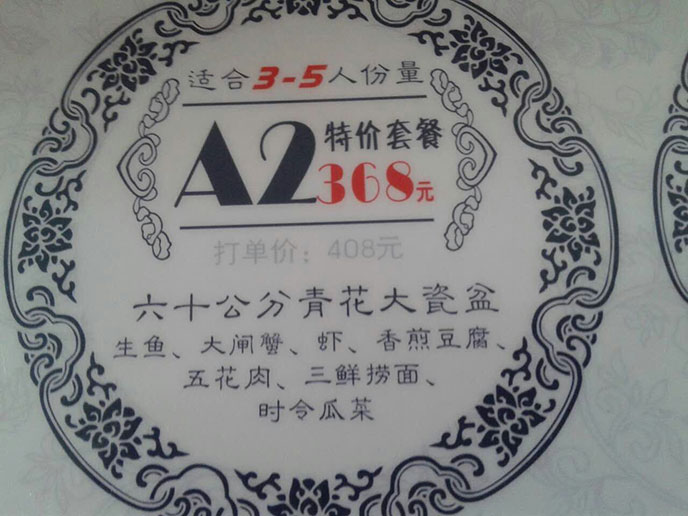 适合3-5人份量
A2 特价套餐
368元
打单价：408元
六十公分青花大瓷盆
生鱼、大闸蟹、虾、香煎豆腐、
五花肉、三鲜捞面、
时令瓜菜